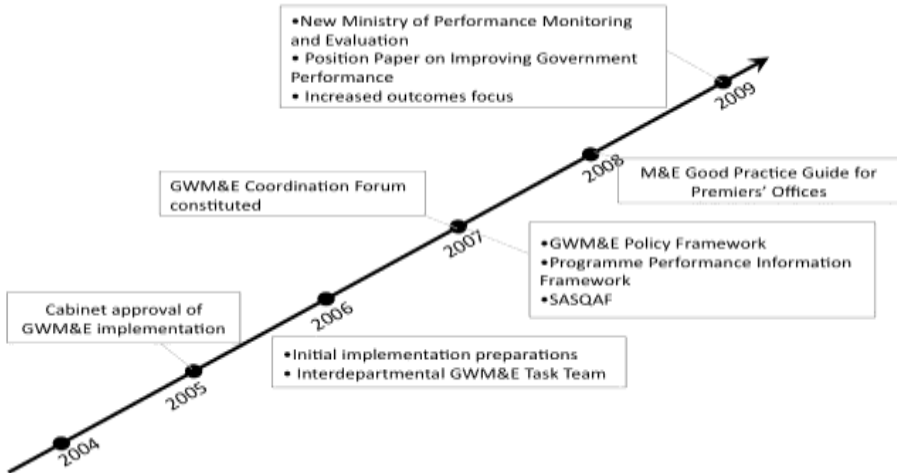 •New Ministry of Performance Monitoring
and Evaluation
• Position Paper on Improving Government
Performance
• Increased outcomes focus
2009
2008
M&E Good Practice Guide for
Premiers’ Offices
GWM&E Coordination Forum
constituted
2007
•GWM&E Policy Framework
•Programme Performance Information
Framework
•SASQAF
2006
Cabinet approval of
GWM&E implementation
•Initial implementation preparations
• Interdepartmental GWM&E Task Team
2005
2004